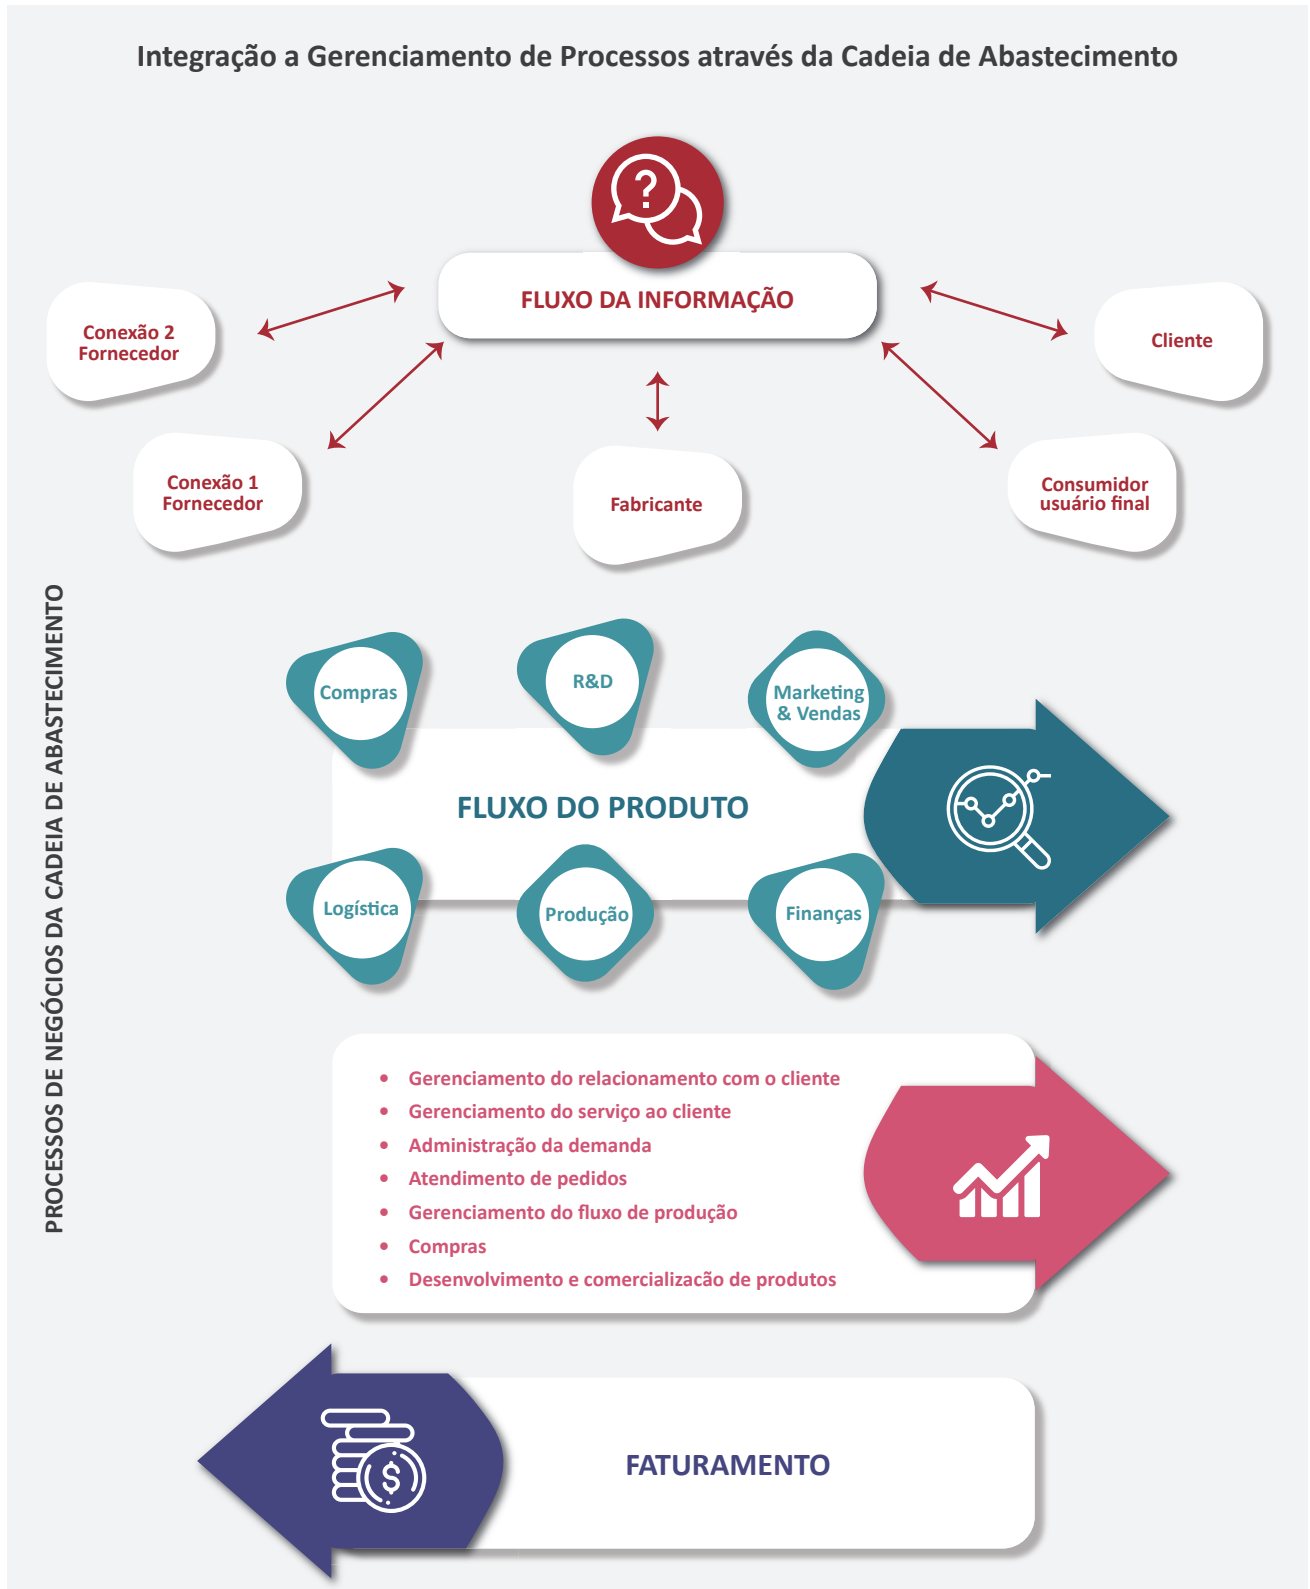 Integração a Gerenciamento de Processos através da Cadeia de Abastecimento
?
FLUXO DA INFORMAÇÃO
Conexão 2
Fornecedor
Cliente
Conexão 1
Fornecedor
Fabricante
Consumidor
usuário final
PROCESSOS DE NEGÓCIOS DA CADEIA DE ABASTECIMENTO
Compras
R&D
Marketing
& Vendas
FLUXO DO PRODUTO
Logística
Produção
Finanças
• Gerenciamento do relacionamento com o cliente
• Gerenciamento do serviço ao cliente
• Administração da demanda
• Atendimento de pedidos
• Gerenciamento do fluxo de produção
• Compras
• Desenvolvimento e comercializacão de produtos
$
FATURAMENTO